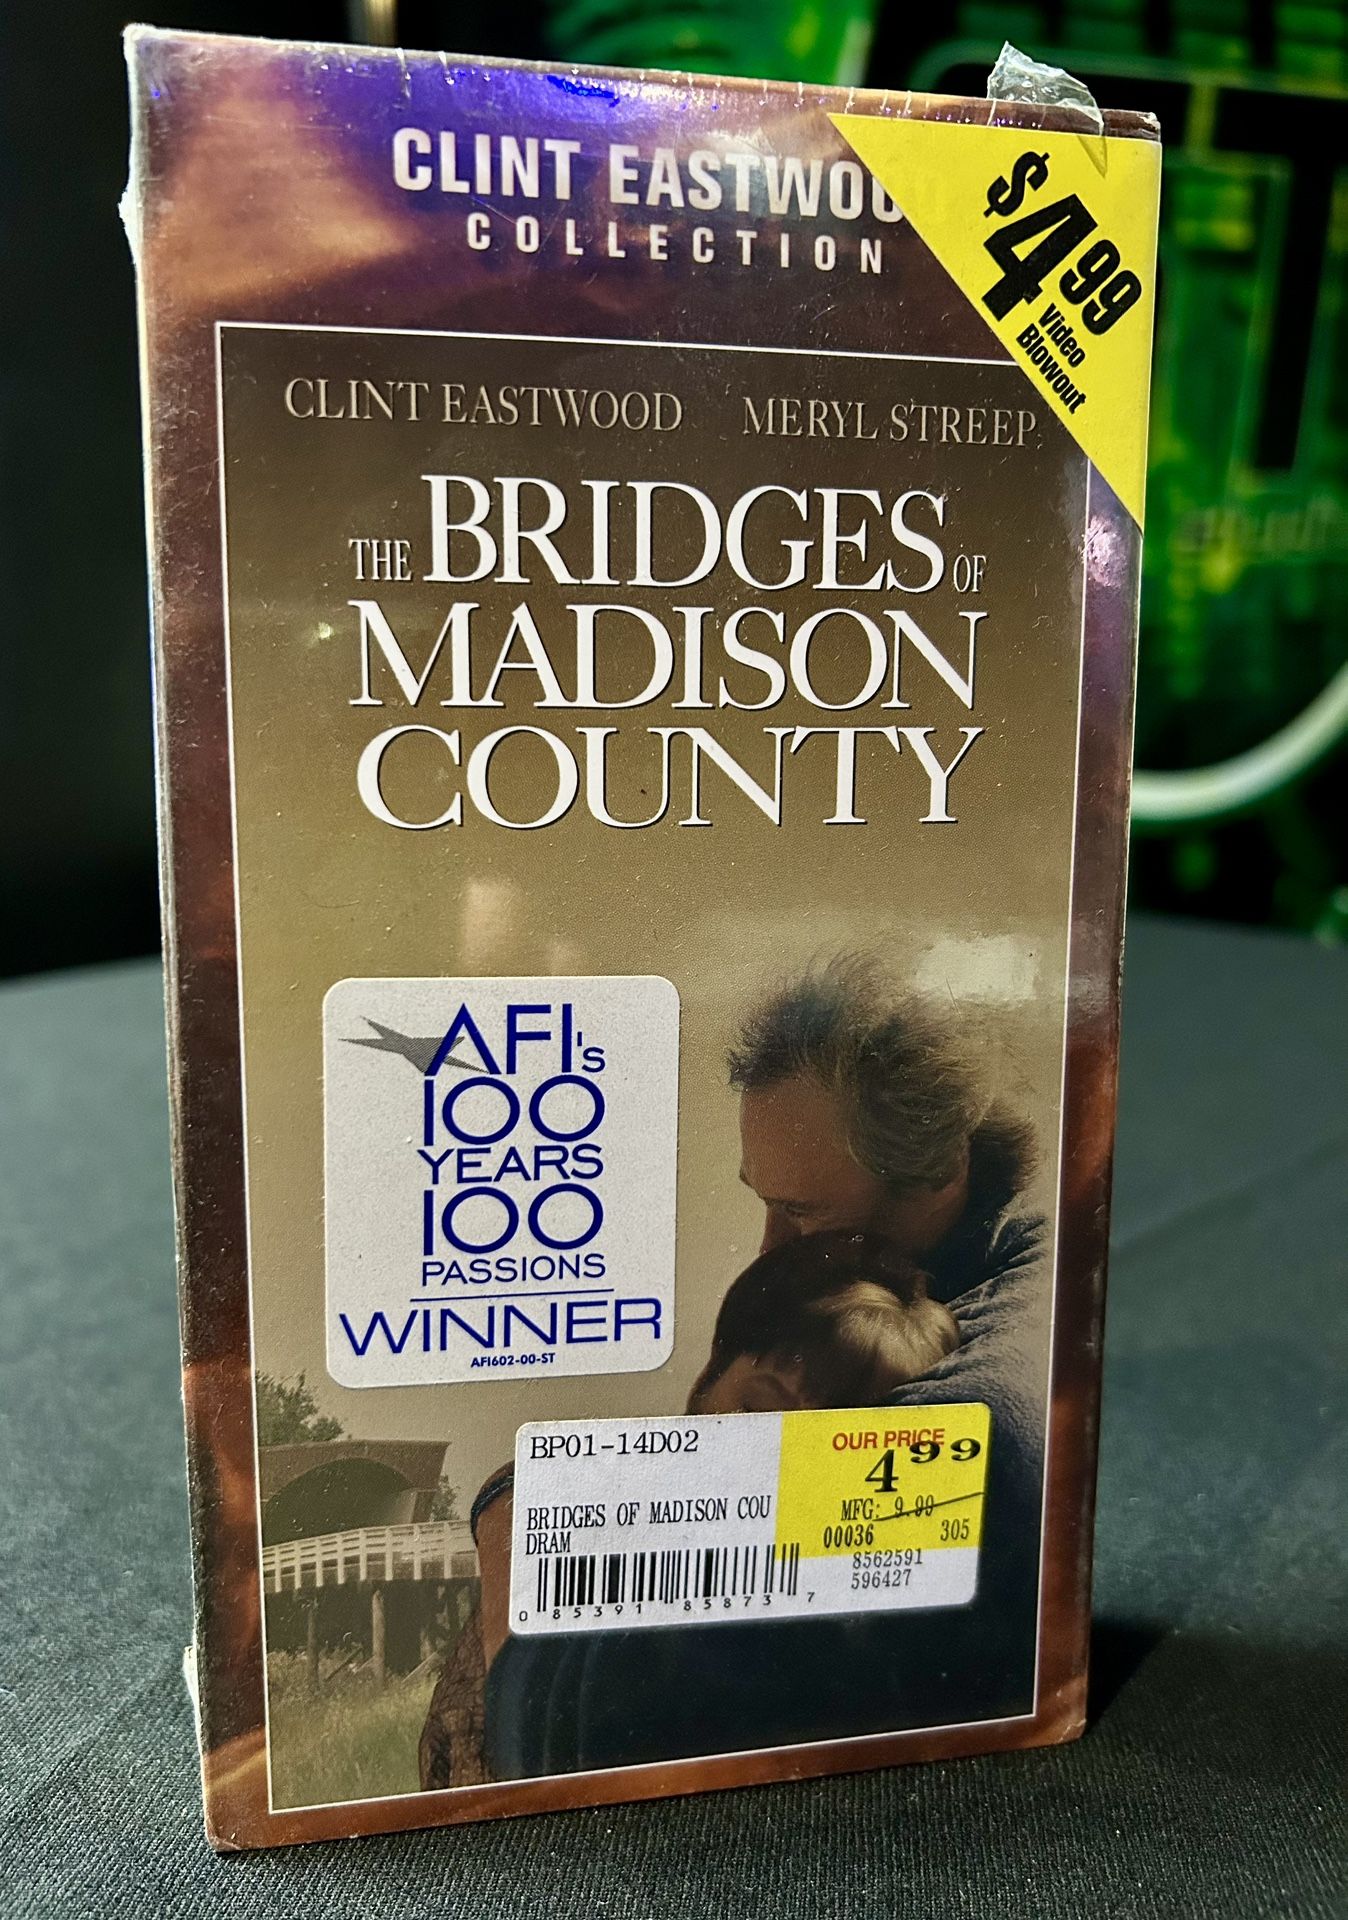 CLINT EASTWOO
COLLECTION
$4.99
Video
Blowout
CLINT EASTWOOD MERYL STREEP
THE BRIDGES OF
MADISON
COUNTY
AFI's
100
YEARS
100
PASSIONS
WINNER
AFI602-00-ST
BP01-14D02
OUR PRICE
4.99
BRIDGES OF MADISON COU
MFG: 9.99
DRAM
00036 305
8562591
596427
0 85391 85873 7